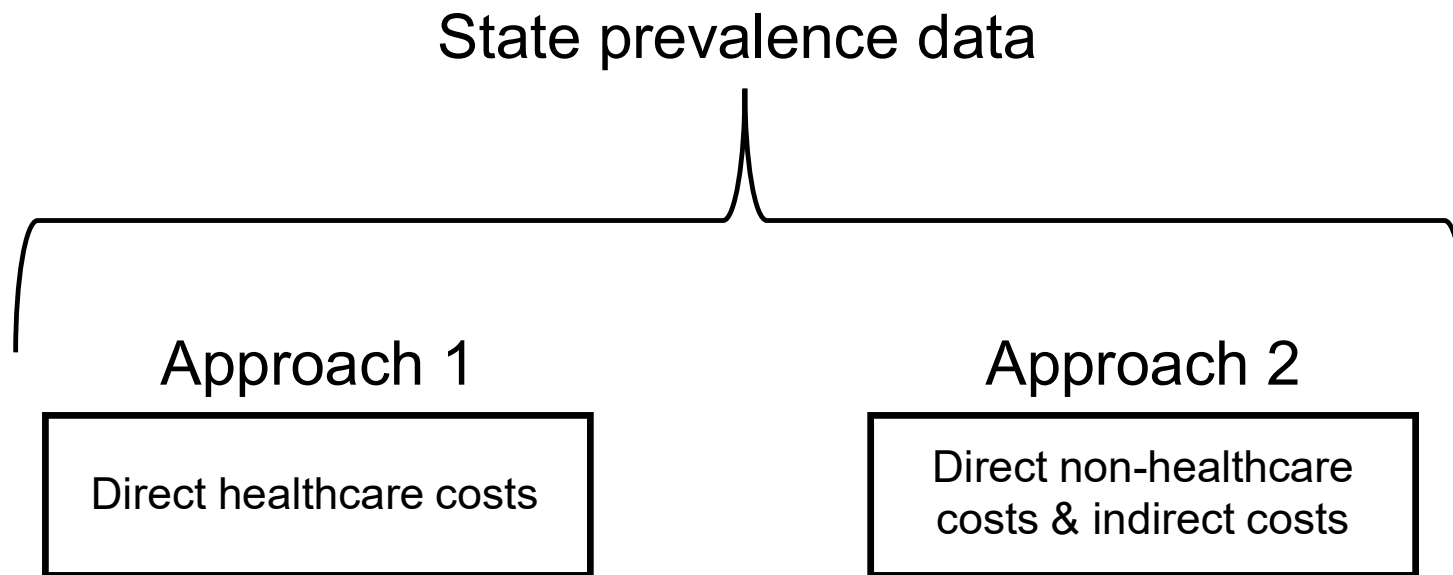 State prevalence data
Approach 1
Approach 2
Direct healthcare costs
Direct non-healthcare
costs & indirect costs